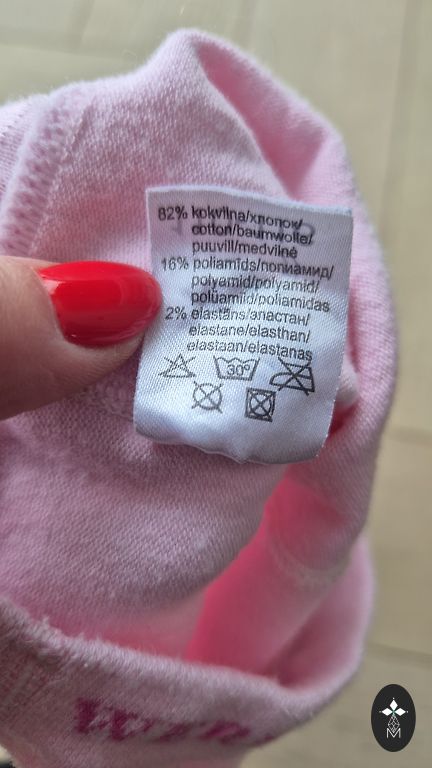 82% kokvilna/хлопок/
cotton/baumwolle/
puuvill/medvilnė
16% poliamīds/полиамид/
polyamid/polyamid/
polüamiid/poliamidas
2% elastāns/эластан/
elastane/elasthan/
elastaan/elastanas
30°
M